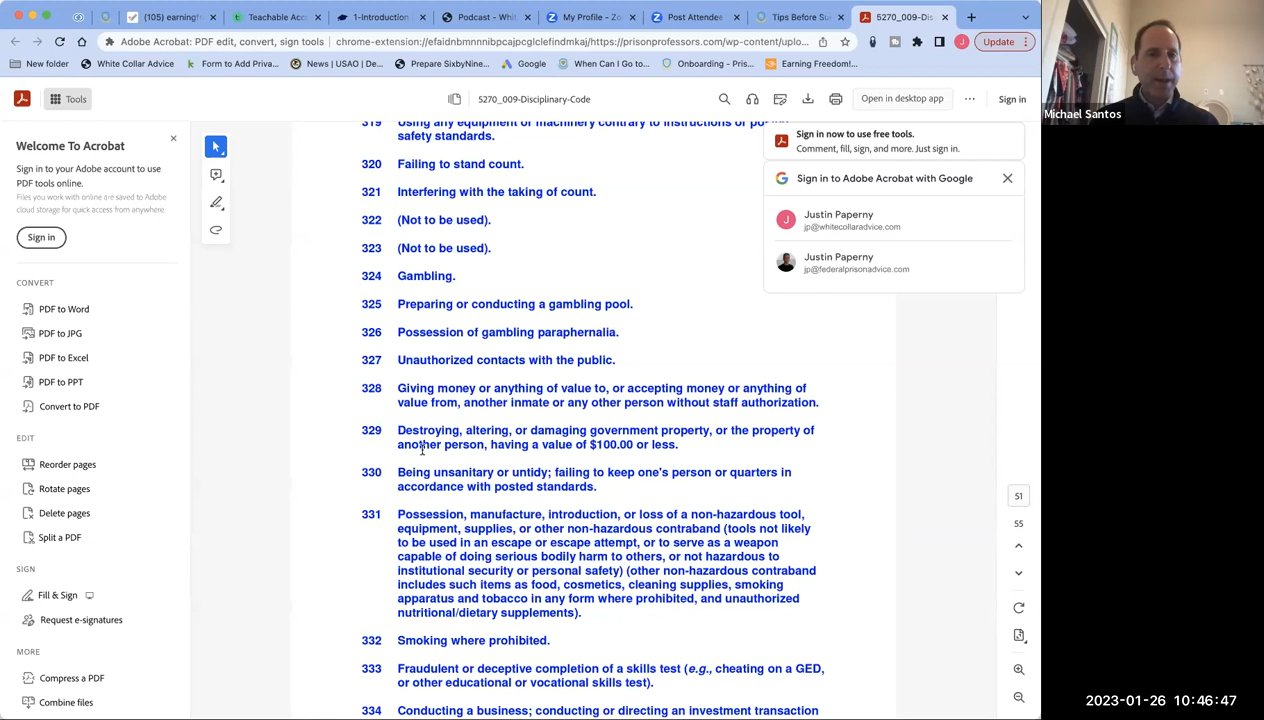 (105) earningfr
Teachable Acc
1-Introduction
Podcast - Whit
My Profile - Zo
Post Attendee
Tips Before Su
5270_009-Dis
Adobe Acrobat: PDF edit, convert, sign tools
chrome-extension://efaidnbmnnnibpcajpcglclefindmkaj/https://prisonprofessors.com/wp-content/uplo...
Update
New folder
White Collar Advice
Form to Add Priva...
News | USAO | De...
Prepare SixbyNine...
Google
When Can I Go to...
Onboarding – Pris...
Earning Freedom!...
Michael Santos
Tools
5270_009-Disciplinary-Code
Open in desktop app
Sign in
Welcome To Acrobat
Sign in to your Adobe account to use
PDF tools online.
Files you work with online are saved to Adobe
cloud storage for quick access from anywhere.
Sign in
CONVERT
PDF to Word
PDF to JPG
PDF to Excel
PDF to PPT
Convert to PDF
EDIT
Reorder pages
Rotate pages
Delete pages
Split a PDF
SIGN
Fill & Sign
Request e-signatures
MORE
Compress a PDF
Combine files
319 Using any equipment or machinery contrary to instructions or
safety standards.
320 Failing to stand count.
321 Interfering with the taking of count.
322 (Not to be used).
323 (Not to be used).
324 Gambling.
325 Preparing or conducting a gambling pool.
326 Possession of gambling paraphernalia.
327 Unauthorized contacts with the public.
328 Giving money or anything of value to, or accepting money or anything of
value from, another inmate or any other person without staff authorization.
329 Destroying, altering, or damaging government property, or the property of
another person, having a value of $100.00 or less.
330 Being unsanitary or untidy; failing to keep one's person or quarters in
accordance with posted standards.
331 Possession, manufacture, introduction, or loss of a non-hazardous tool,
equipment, supplies, or other non-hazardous contraband (tools not likely
to be used in an escape or escape attempt, or to serve as a weapon
capable of doing serious bodily harm to others, or not hazardous to
institutional security or personal safety) (other non-hazardous contraband
includes such items as food, cosmetics, cleaning supplies, smoking
apparatus and tobacco in any form where prohibited, and unauthorized
nutritional/dietary supplements).
332 Smoking where prohibited.
333 Fraudulent or deceptive completion of a skills test (e.g., cheating on a GED,
or other educational or vocational skills test).
334 Conducting a business; conducting or directing an investment transaction
Sign in now to use free tools.
Comment, fill, sign, and more. Just sign in.
Sign in to Adobe Acrobat with Google
J
Justin Paperny
jp@whitecollaradvice.com
Justin Paperny
jp@federalprisonadvice.com
51
55
2023-01-26 10:46:47